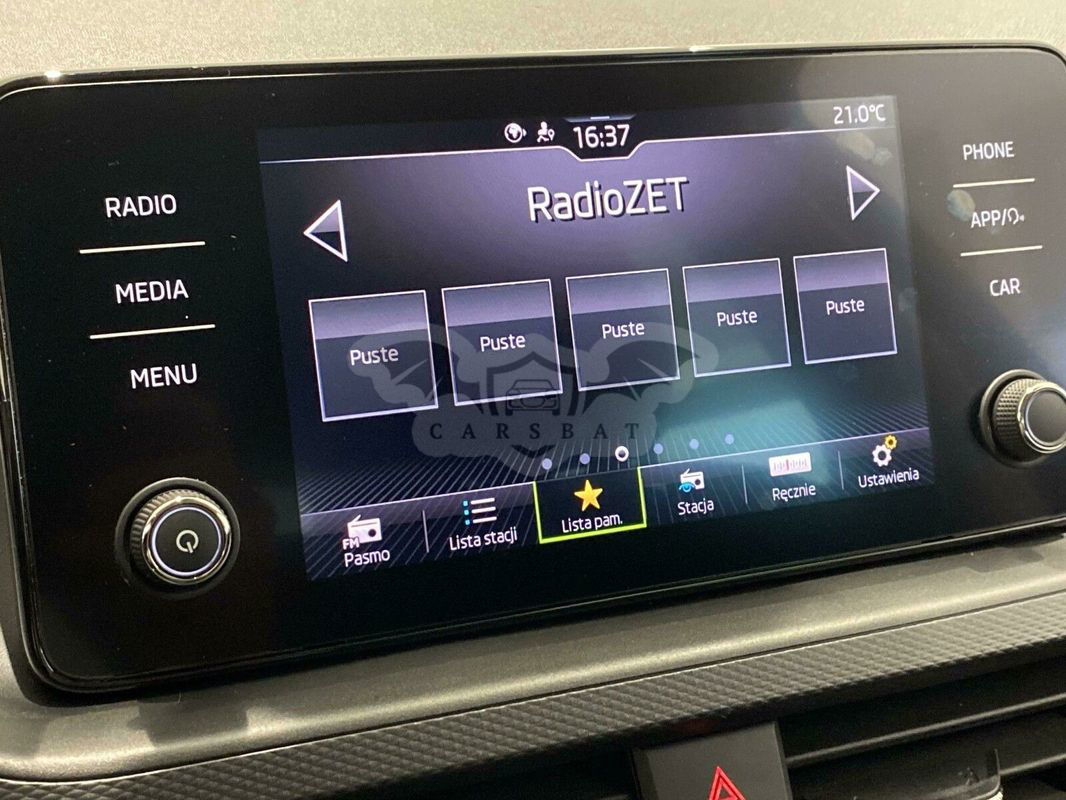 16:37
21,0°C
RADIO
MEDIA
MENU
PHONE
APP/
CAR
RadioZET
Puste
Puste
Puste
Puste
Puste
CARSBAT
FM
Pasmo
Lista stacji
Lista pam.
Stacja
Ręcznie
Ustawienia